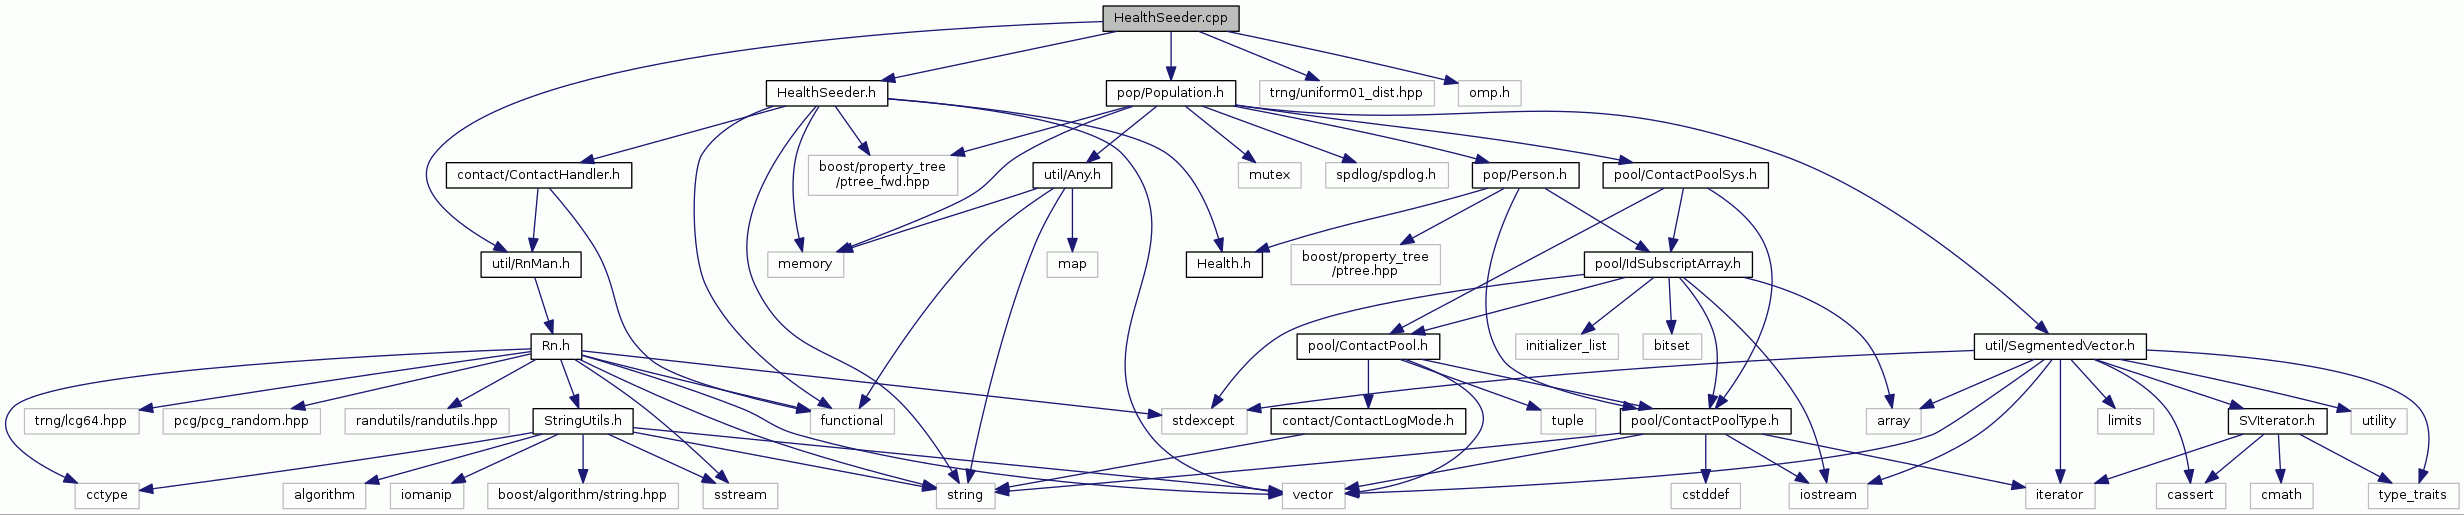 HealthSeeder.cpp
HealthSeeder.h
pop/Population.h
trng/uniform01_dist.hpp
omp.h
contact/ContactHandler.h
boost/property_tree
/ptree_fwd.hpp
util/Any.h
mutex
spdlog/spdlog.h
pop/Person.h
pool/ContactPoolSys.h
util/RnMan.h
memory
map
Health.h
boost/property_tree
/ptree.hpp
pool/IdSubscriptArray.h
Rn.h
pool/ContactPool.h
initializer_list
bitset
util/SegmentedVector.h
trng/lcg64.hpp
pcg/pcg_random.hpp
randutils/randutils.hpp
StringUtils.h
functional
stdexcept
contact/ContactLogMode.h
tuple
pool/ContactPoolType.h
array
limits
SVIterator.h
utility
cctype
algorithm
iomanip
boost/algorithm/string.hpp
sstream
string
vector
cstddef
iostream
iterator
cassert
cmath
type_traits